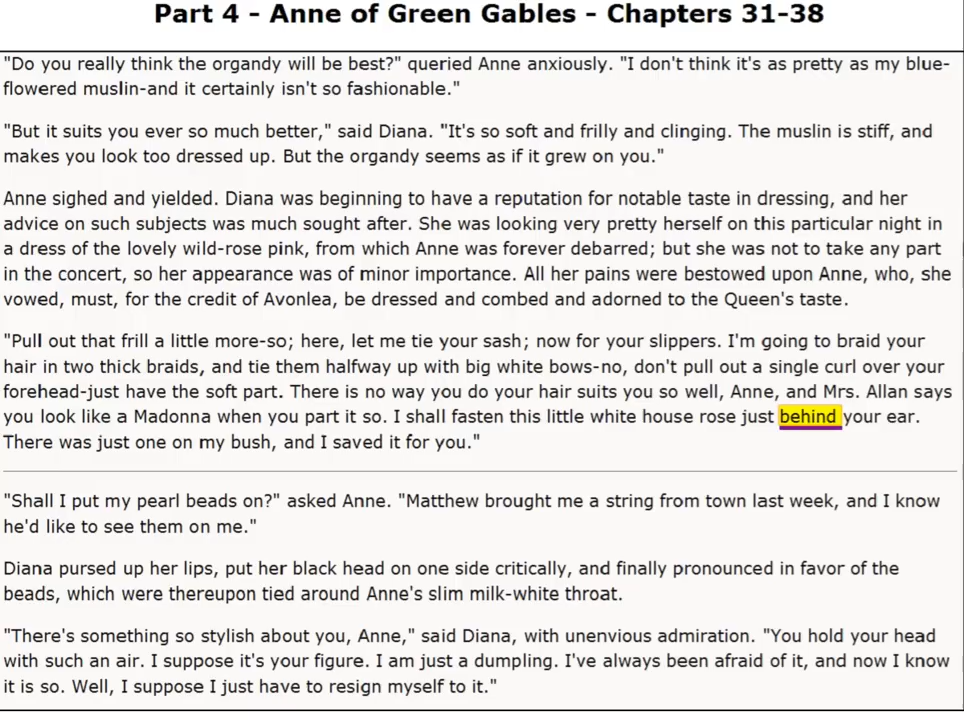 Part 4 - Anne of Green Gables - Chapters 31-38
"Do you really think the organdy will be best?" queried Anne anxiously. "I don't think it's as pretty as my blue-
flowered muslin-and it certainly isn't so fashionable."
"But it suits you ever so much better," said Diana. "It's so soft and frilly and clinging. The muslin is stiff, and
makes you look too dressed up. But the organdy seems as if it grew on you."
Anne sighed and yielded. Diana was beginning to have a reputation for notable taste in dressing, and her
advice on such subjects was much sought after. She was looking very pretty herself on this particular night in
a dress of the lovely wild-rose pink, from which Anne was forever debarred; but she was not to take any part
in the concert, so her appearance was of minor importance. All her pains were bestowed upon Anne, who, she
vowed, must, for the credit of Avonlea, be dressed and combed and adorned to the Queen's taste.
"Pull out that frill a little more-so; here, let me tie your sash; now for your slippers. I'm going to braid your
hair in two thick braids, and tie them halfway up with big white bows-no, don't pull out a single curl over your
forehead-just have the soft part. There is no way you do your hair suits you so well, Anne, and Mrs. Allan says
you look like a Madonna when you part it so. I shall fasten this little white house rose just behind your ear.
There was just one on my bush, and I saved it for you."
"Shall I put my pearl beads on?" asked Anne. "Matthew brought me a string from town last week, and I know
he'd like to see them on me."
Diana pursed up her lips, put her black head on one side critically, and finally pronounced in favor of the
beads, which were thereupon tied around Anne's slim milk-white throat.
"There's something so stylish about you, Anne," said Diana, with unenvious admiration. "You hold your head
with such an air. I suppose it's your figure. I am just a dumpling. I've always been afraid of it, and now I know
it is so. Well, I suppose I just have to resign myself to it."